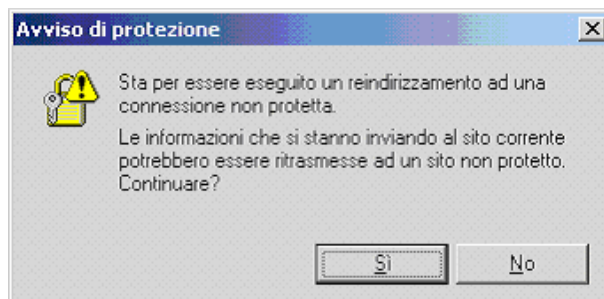 Avviso di protezione
Sta per essere eseguito un reindirizzamento ad una
connessione non protetta.
Le informazioni che si stanno inviando al sito corrente
potrebbero essere ritrasmesse ad un sito non protetto.
Continuare?
Sì
No